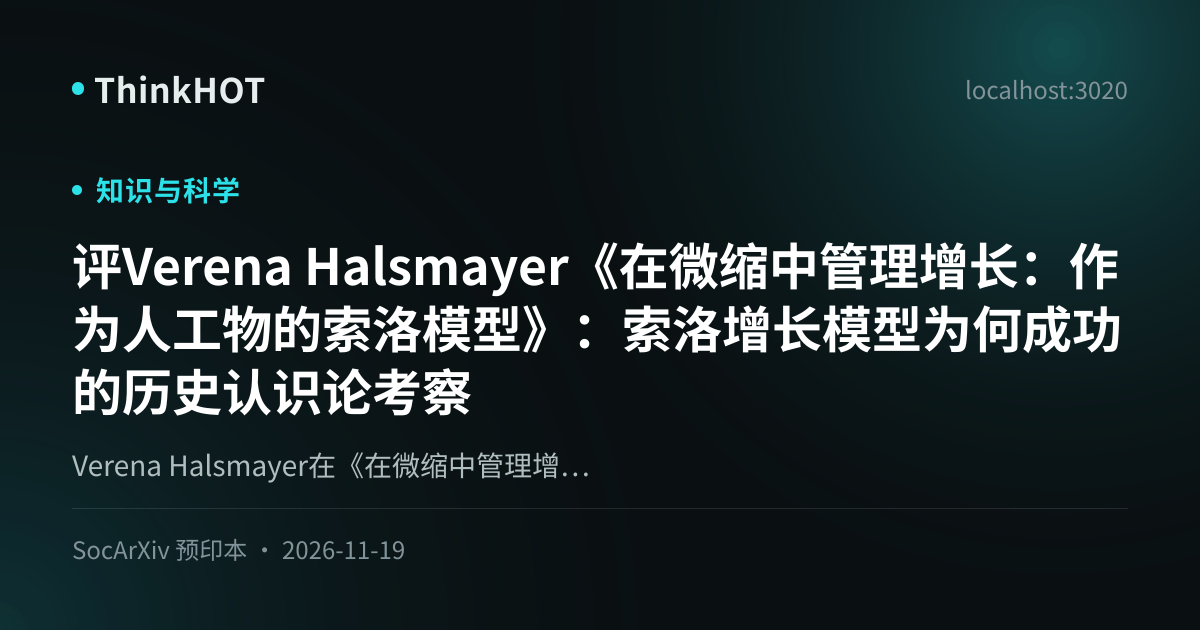 ThinkHOT
localhost:3020
知识与科学
评Verena Halsmayer《在微缩中管理增长：作
为人工物的索洛模型》：索洛增长模型为何成功
的历史认识论考察
Verena Halsmayer在《在微缩中管理增…
SocArXiv 预印本 · 2026-11-19